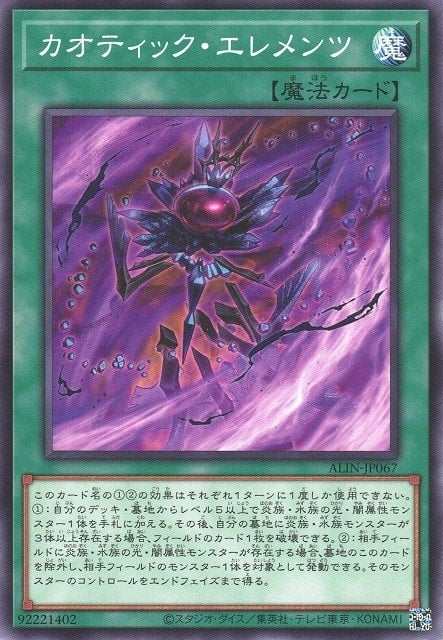 カオティック・エレメンツ
魔
【魔法カード】
ALIN-JP067
このカード名の①②の効果はそれぞれ1ターンに1度しか使用できない。
①：自分のデッキ・墓地からレベル5以上で炎族・水族の光・闇属性モン
スター1体を手札に加える。その後、自分の墓地に炎族・水族モンスターが
3体以上存在する場合、フィールドのカード1枚を破壊できる。②：相手フィー
ルドに炎族・水族の光・闇属性モンスターが存在する場合、墓地のこのカード
を除外し、相手フィールドのモンスター1体を対象として発動できる。そのモン
スターのコントロールをエンドフェイズまで得る。
92221402
©スタジオ・ダイス／集英社・テレビ東京・KONAMI